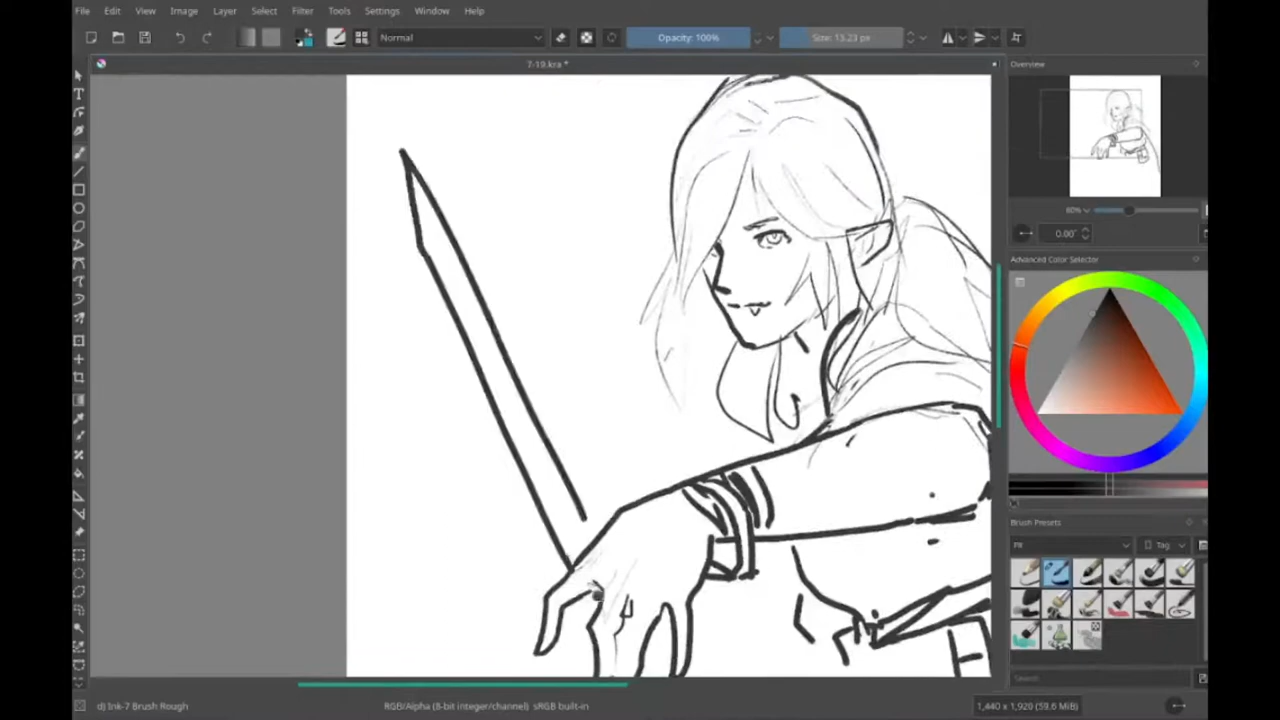 File Edit View Image Layer Select Filter Tools Settings Window Help
Normal Opacity: 100% Size: 13.23 px
7-19.kra *
Overview
80%
0.00°
Advanced Color Selector
Brush Presets
Tag
Search
d) Ink-7 Brush Rough RGB/Alpha (8-bit integer/channel) sRGB built-in 1,440 x 1,920 (59.6 MiB)